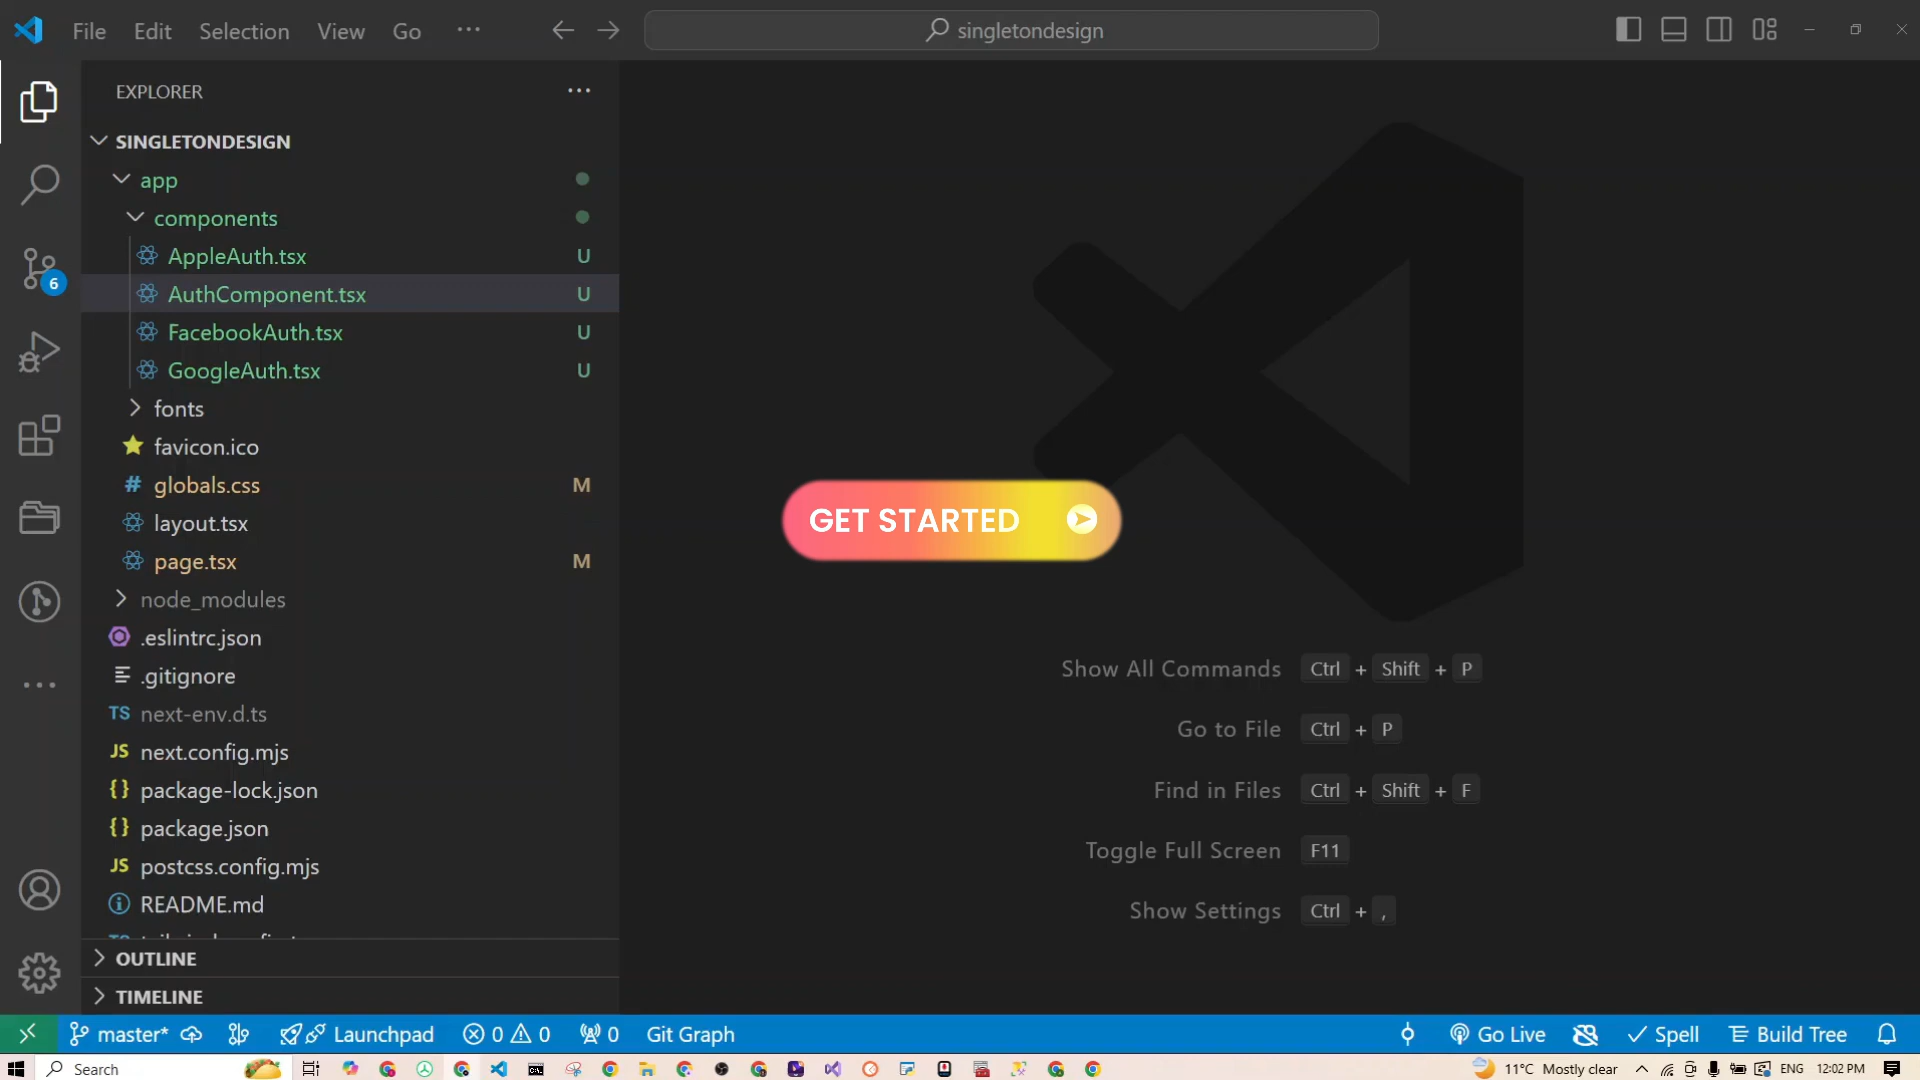 File Edit Selection View Go ···
singletondesign
EXPLORER
SINGLETONDESIGN
app
components
AppleAuth.tsx U
AuthComponent.tsx U
FacebookAuth.tsx U
GoogleAuth.tsx U
fonts
favicon.ico
# globals.css M
layout.tsx
page.tsx M
node_modules
.eslintrc.json
.gitignore
TS next-env.d.ts
JS next.config.mjs
{} package-lock.json
{} package.json
JS postcss.config.mjs
README.md
OUTLINE
TIMELINE
6
GET STARTED
Show All Commands Ctrl + Shift + P
Go to File Ctrl + P
Find in Files Ctrl + Shift + F
Toggle Full Screen F11
Show Settings Ctrl + ,
master* Launchpad 0 0 0 Git Graph Go Live Spell Build Tree
Search 11°C Mostly clear ENG 12:02 PM